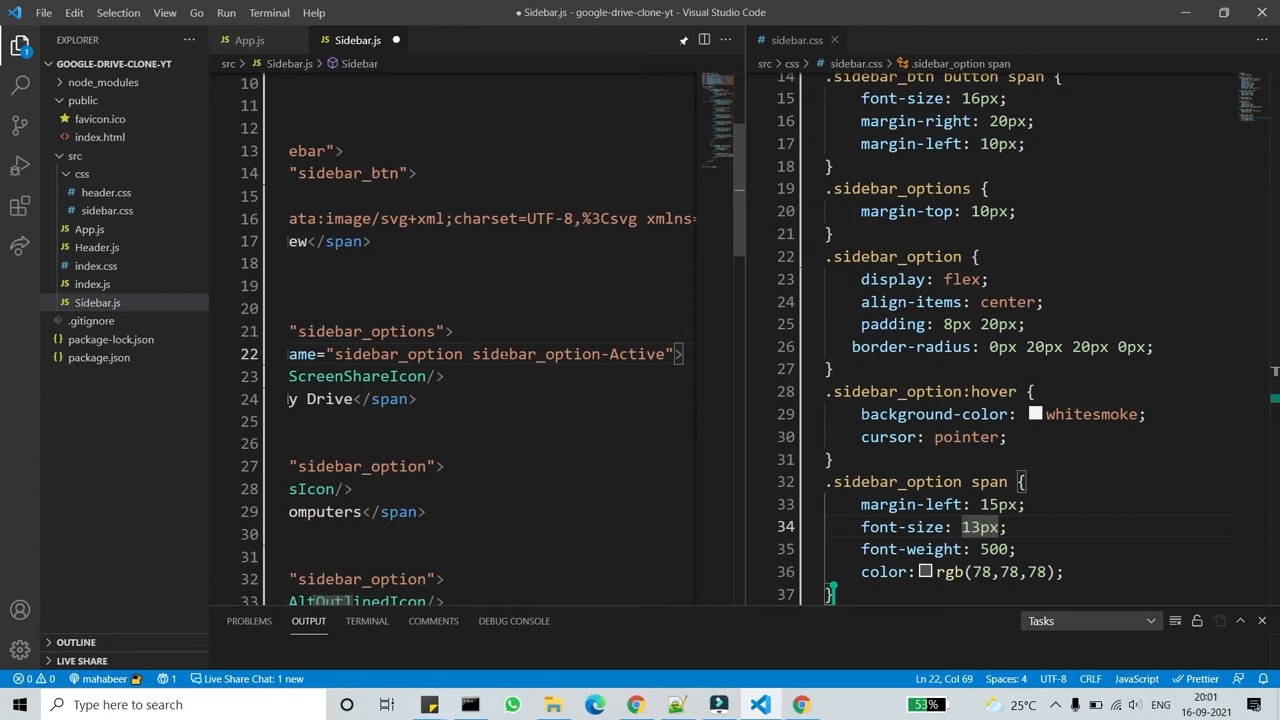 File Edit Selection View Go Run Terminal Help
● Sidebar.js - google-drive-clone-yt - Visual Studio Code
EXPLORER
GOOGLE-DRIVE-CLONE-YT
node_modules
public
favicon.ico
index.html
src
css
header.css
sidebar.css
App.js
Header.js
index.css
index.js
Sidebar.js
.gitignore
package-lock.json
package.json
OUTLINE
LIVE SHARE
App.js
Sidebar.js
src > Sidebar.js > Sidebar
10
11
12
13 ebar">
14 "sidebar_btn">
15
16 ata:image/svg+xml;charset=UTF-8,%3Csvg xmlns=
17 ew</span>
18
19
20
21 "sidebar_options">
22 ame="sidebar_option sidebar_option-Active">
23 ScreenShareIcon/>
24 y Drive</span>
25
26
27 "sidebar_option">
28 sIcon/>
29 omputers</span>
30
31
32 "sidebar_option">
33 AltOutlinedIcon/>
sidebar.css
src > css > sidebar.css > .sidebar_option span
14 .sidebar_btn button span {
15 font-size: 16px;
16 margin-right: 20px;
17 margin-left: 10px;
18 }
19 .sidebar_options {
20 margin-top: 10px;
21 }
22 .sidebar_option {
23 display: flex;
24 align-items: center;
25 padding: 8px 20px;
26 border-radius: 0px 20px 20px 0px;
27 }
28 .sidebar_option:hover {
29 background-color: whitesmoke;
30 cursor: pointer;
31 }
32 .sidebar_option span {
33 margin-left: 15px;
34 font-size: 13px;
35 font-weight: 500;
36 color: rgb(78,78,78);
37 }
PROBLEMS OUTPUT TERMINAL COMMENTS DEBUG CONSOLE
Tasks
0 0 mahabeer 1 Live Chat: 1 new
Ln 22, Col 69 Spaces: 4 UTF-8 CRLF JavaScript Prettier
Type here to search
53%
25°C
20:01
16-09-2021